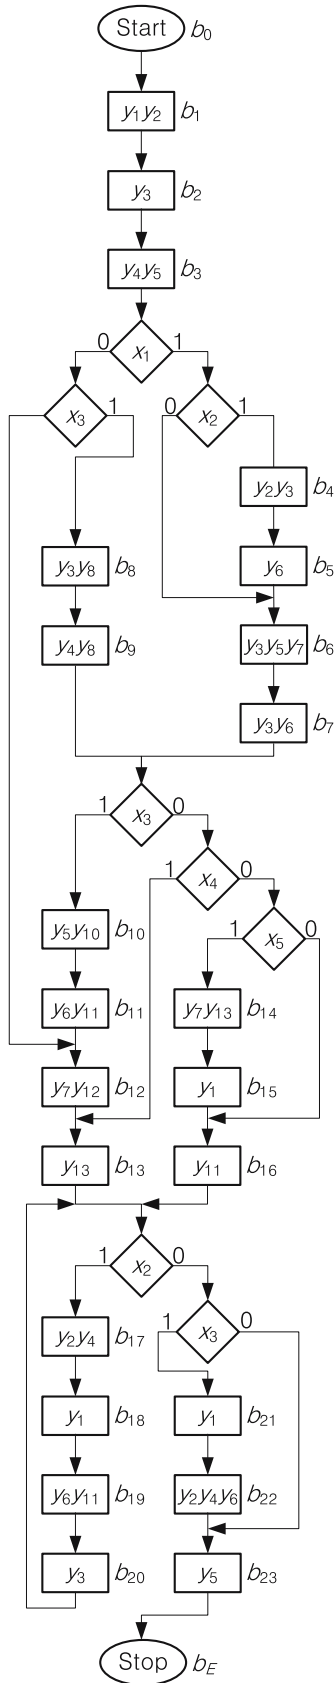 Start b₀
y₁y₂ b₁
y₃ b₂
y₄y₅ b₃
0 x₁ 1
x₃ 1 0 x₂ 1
y₂y₃ b₄
y₃y₈ b₈ y₆ b₅
y₄y₈ b₉ y₃y₅y₇ b₆
y₃y₆ b₇
1 x₃ 0
1 x₄ 0
y₅y₁₀ b₁₀ 1 x₅ 0
y₆y₁₁ b₁₁ y₇y₁₃ b₁₄
y₇y₁₂ b₁₂ y₁ b₁₅
y₁₃ b₁₃ y₁₁ b₁₆
1 x₂ 0
y₂y₄ b₁₇ 1 x₃ 0
y₁ b₁₈ y₁ b₂₁
y₆y₁₁ b₁₉ y₂y₄y₆ b₂₂
y₃ b₂₀ y₅ b₂₃
Stop b_E